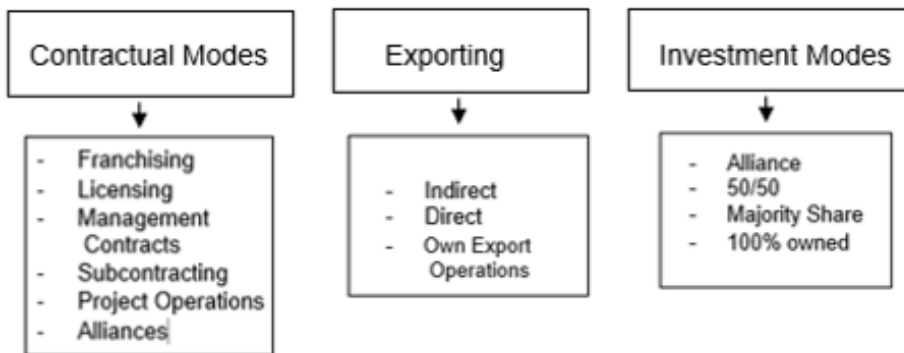 Contractual Modes
- Franchising
- Licensing
- Management
Contracts
- Subcontracting
- Project Operations
- Alliances
Exporting
- Indirect
- Direct
- Own Export
Operations
Investment Modes
- Alliance
- 50/50
- Majority Share
- 100% owned